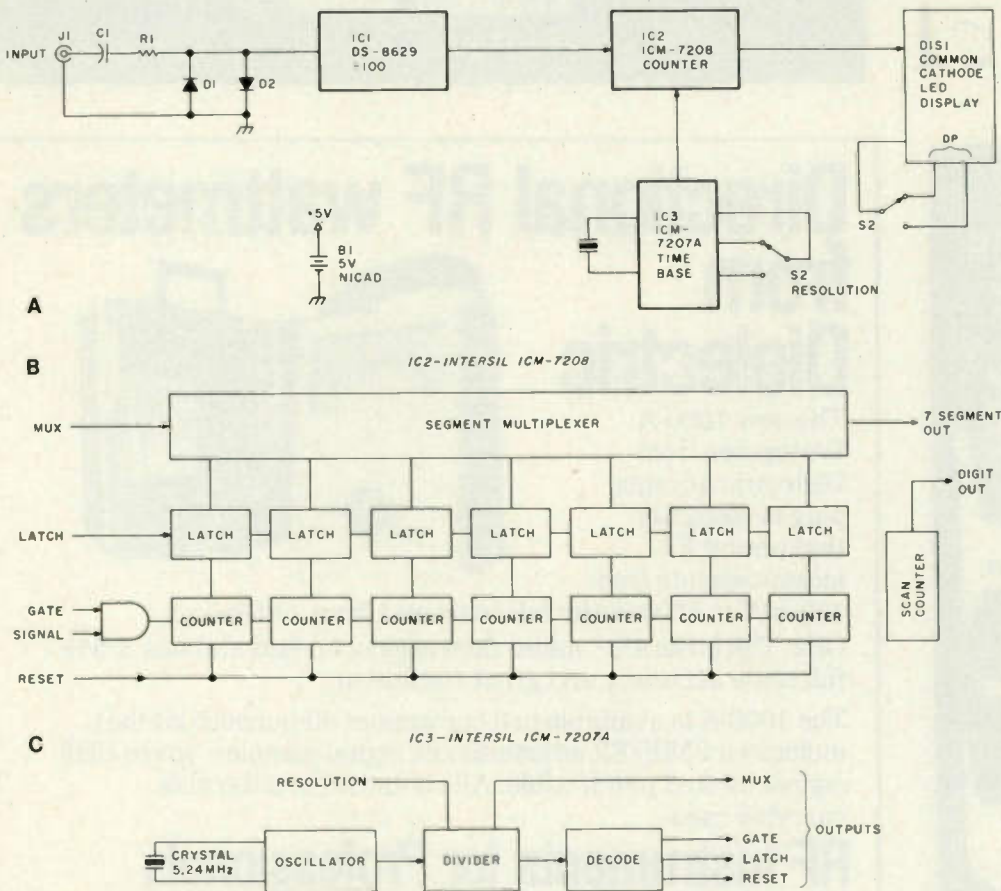 INPUT
J1
C1
R1
D1
D2
IC1
DS-8629
-100
IC2
ICM-7208
COUNTER
DIS1
COMMON
CATHODE
LED
DISPLAY
DP
S2
+5V
B1
5V
NICAD
IC3
ICM-
7207A
TIME
BASE
S2
RESOLUTION
A
B
IC2-INTERSIL ICM-7208
MUX
SEGMENT MULTIPLEXER
7 SEGMENT
OUT
DIGIT
OUT
LATCH
LATCH LATCH LATCH LATCH LATCH LATCH LATCH
SCAN
COUNTER
GATE
SIGNAL
COUNTER COUNTER COUNTER COUNTER COUNTER COUNTER COUNTER
RESET
C
IC3-INTERSIL ICM-7207A
RESOLUTION
MUX
CRYSTAL
5.24MHz
OSCILLATOR
DIVIDER
DECODE
GATE
LATCH
RESET
OUTPUTS